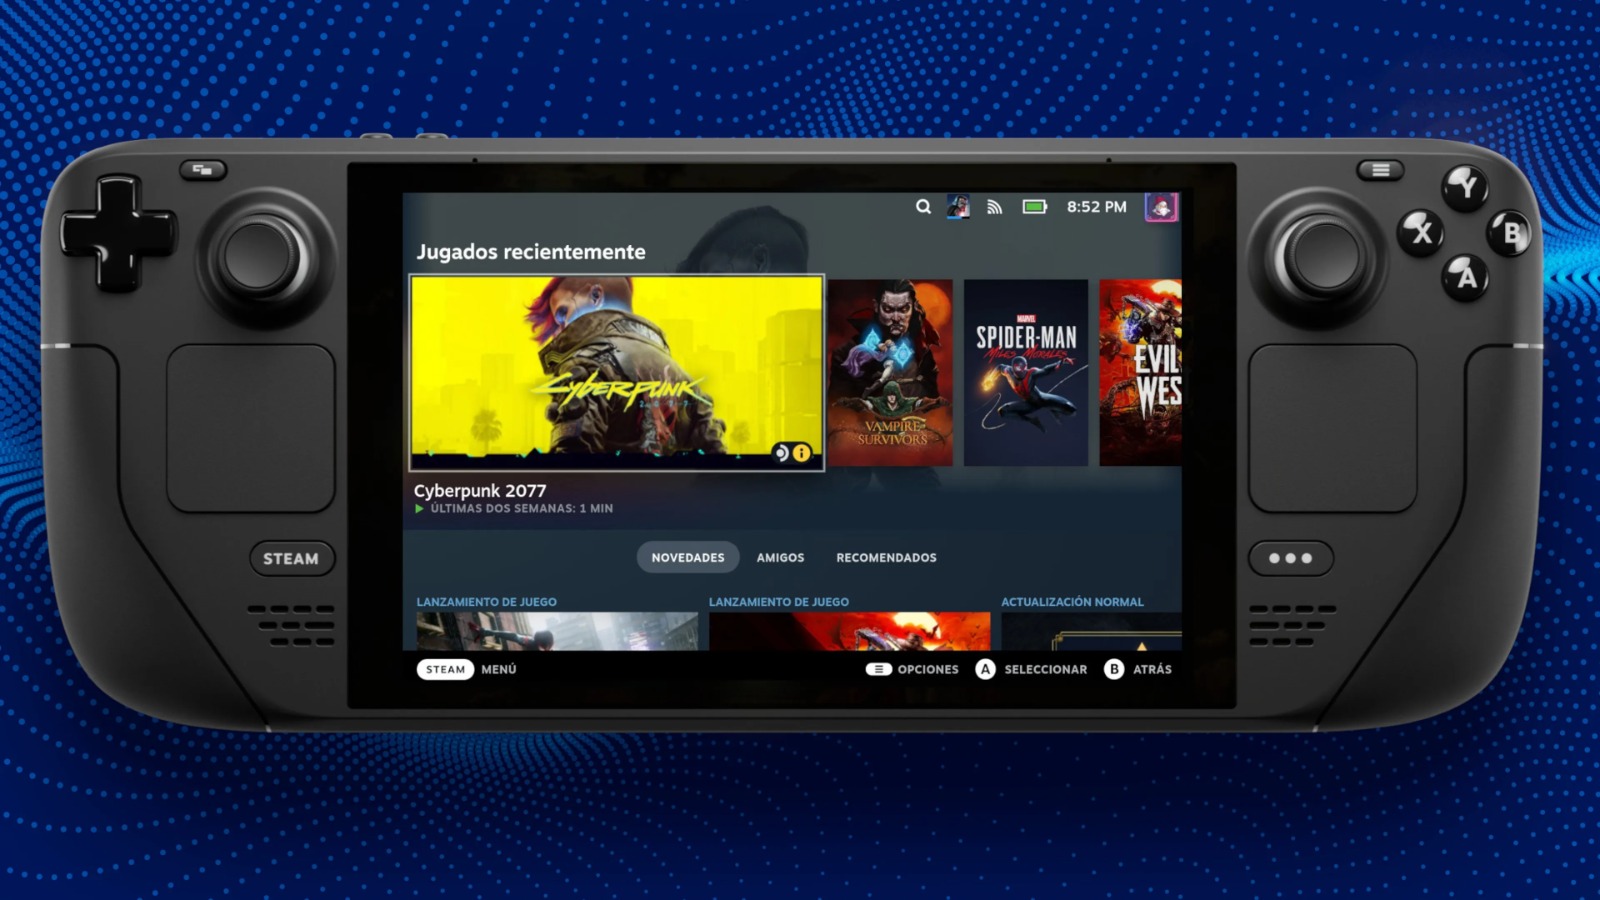 8:52 PM
Jugados recientemente
CYBERPUNK
2077
VAMPIRE
SURVIVORS
MARVEL
SPIDER-MAN
MILES MORALES
EVIL
WES
Cyberpunk 2077
ÚLTIMAS DOS SEMANAS: 1 MIN
NOVEDADES AMIGOS RECOMENDADOS
LANZAMIENTO DE JUEGO LANZAMIENTO DE JUEGO ACTUALIZACIÓN NORMAL
STEAM MENÚ OPCIONES A SELECCIONAR B ATRÁS
Y
X
B
A
STEAM